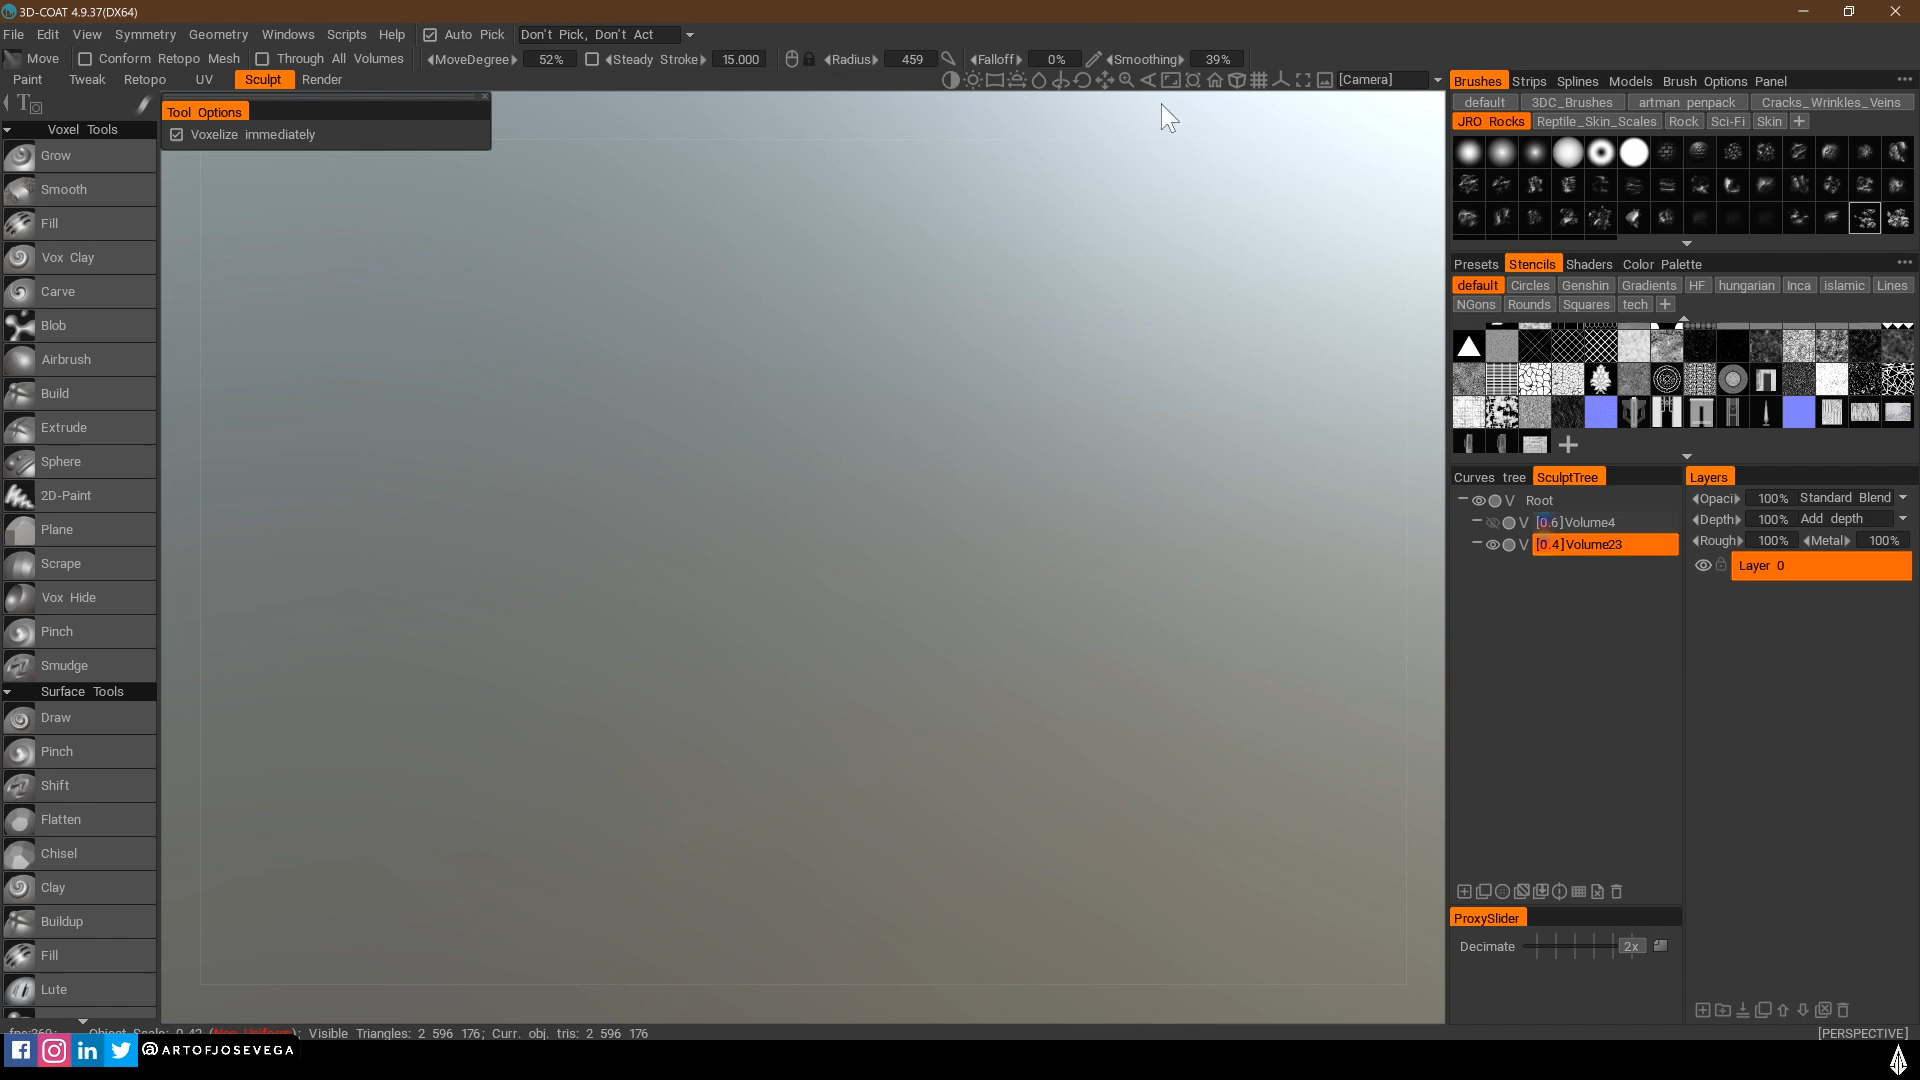 3D-COAT 4.9.37(DX64)
File Edit View Symmetry Geometry Windows Scripts Help Auto Pick Don't Pick, Don't Act
Move Conform Retopo Mesh Through All Volumes MoveDegree 52% Steady Stroke 15.000 Radius 459 Falloff 0% Smoothing 39%
Paint Tweak Retopo UV Sculpt Render [Camera]
Tool Options
Voxelize immediately
Voxel Tools
Grow
Smooth
Fill
Vox Clay
Carve
Blob
Airbrush
Build
Extrude
Sphere
2D-Paint
Plane
Scrape
Vox Hide
Pinch
Smudge
Surface Tools
Draw
Pinch
Shift
Flatten
Chisel
Clay
Buildup
Fill
Lute
Brushes Strips Splines Models Brush Options Panel
default 3DC_Brushes artman penpack Cracks_Wrinkles_Veins
JRO Rocks Reptile_Skin_Scales Rock Sci-Fi Skin +
Presets Stencils Shaders Color Palette
default Circles Genshin Gradients HF hungarian Inca islamic Lines
NGons Rounds Squares tech +
Curves tree SculptTree
V Root
V [0.6]Volume4
V [0.4]Volume23
Layers
Opaci 100% Standard Blend
Depth 100% Add depth
Rough 100% Metal 100%
Layer 0
ProxySlider
Decimate 2x
fps:369; Object Scale: 0.42 (Non-Uniform); Visible Triangles: 2 596 176; Curr. obj. tris: 2 596 176
[PERSPECTIVE]
@ARTOFJOSEVEGA